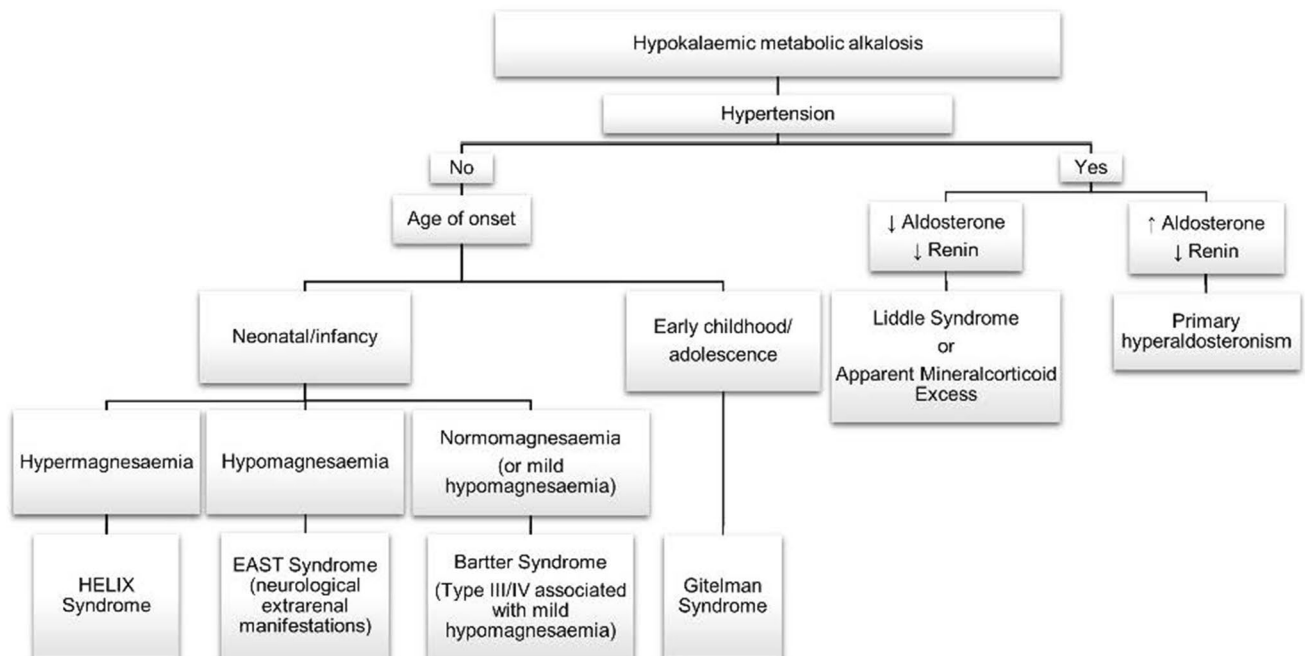 Hypokalaemic metabolic alkalosis
Hypertension
No
Yes
Age of onset
↓ Aldosterone
↓ Renin
↑ Aldosterone
↓ Renin
Neonatal/infancy
Early childhood/
adolescence
Liddle Syndrome
or
Apparent Mineralcorticoid
Excess
Primary
hyperaldosteronism
Hypermagnesaemia
Hypomagnesaemia
Normomagnesaemia
(or mild
hypomagnesaemia)
HELIX
Syndrome
EAST Syndrome
(neurological
extrarenal
manifestations)
Bartter Syndrome
(Type III/IV associated
with mild
hypomagnesaemia)
Gitelman
Syndrome